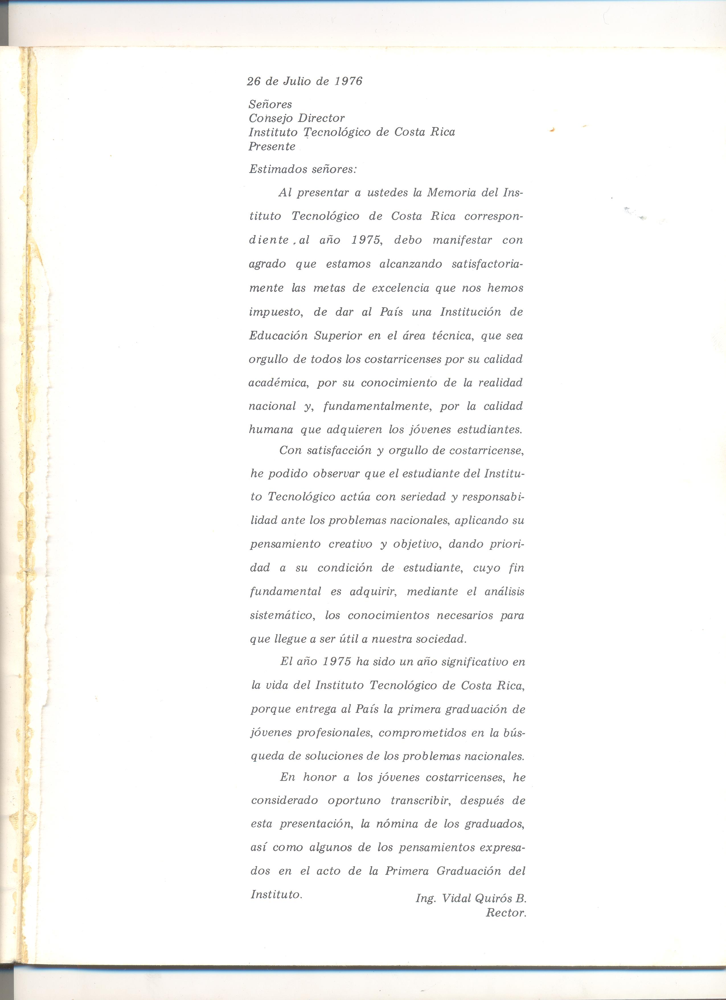 26 de Julio de 1976
Señores
Consejo Director
Instituto Tecnológico de Costa Rica
Presente
Estimados señores:
Al presentar a ustedes la Memoria del Ins-
tituto Tecnológico de Costa Rica correspon-
diente al año 1975, debo manifestar con
agrado que estamos alcanzando satisfactoria-
mente las metas de excelencia que nos hemos
impuesto, de dar al País una Institución de
Educación Superior en el área técnica, que sea
orgullo de todos los costarricenses por su calidad
académica, por su conocimiento de la realidad
nacional y, fundamentalmente, por la calidad
humana que adquieren los jóvenes estudiantes.
Con satisfacción y orgullo de costarricense,
he podido observar que el estudiante del Institu-
to Tecnológico actúa con seriedad y responsabi-
lidad ante los problemas nacionales, aplicando su
pensamiento creativo y objetivo, dando priori-
dad a su condición de estudiante, cuyo fin
fundamental es adquirir, mediante el análisis
sistemático, los conocimientos necesarios para
que llegue a ser útil a nuestra sociedad.
El año 1975 ha sido un año significativo en
la vida del Instituto Tecnológico de Costa Rica,
porque entrega al País la primera graduación de
jóvenes profesionales, comprometidos en la bús-
queda de soluciones de los problemas nacionales.
En honor a los jóvenes costarricenses, he
considerado oportuno transcribir, después de
esta presentación, la nómina de los graduados,
así como algunos de los pensamientos expresa-
dos en el acto de la Primera Graduación del
Instituto.
Ing. Vidal Quirós B.
Rector.